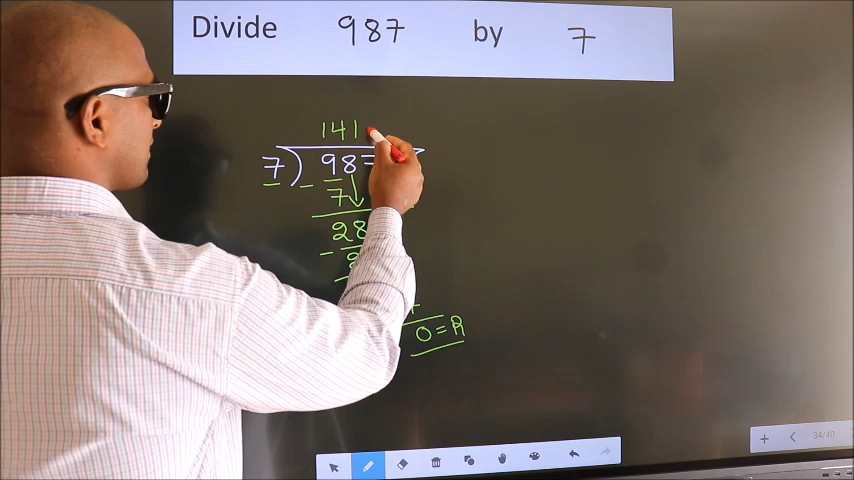 Divide 987 by 7
141
7 ) 98
7
28
-
0 = R
34/40